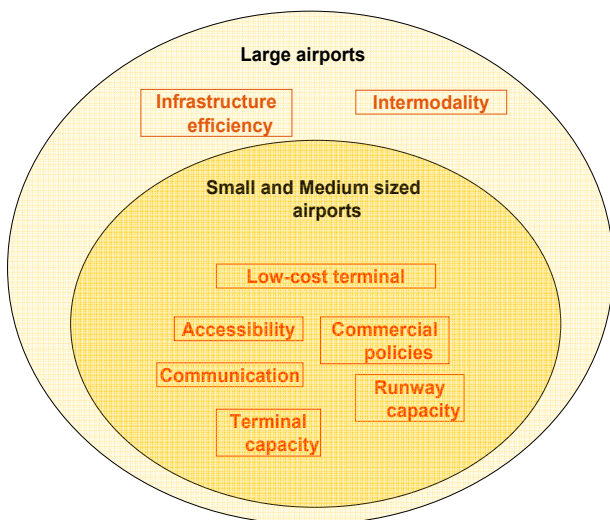 Large airports
Infrastructure
efficiency
Intermodality
Small and Medium sized
airports
Low-cost terminal
Accessibility
Commercial
policies
Communication
Runway
capacity
Terminal
capacity